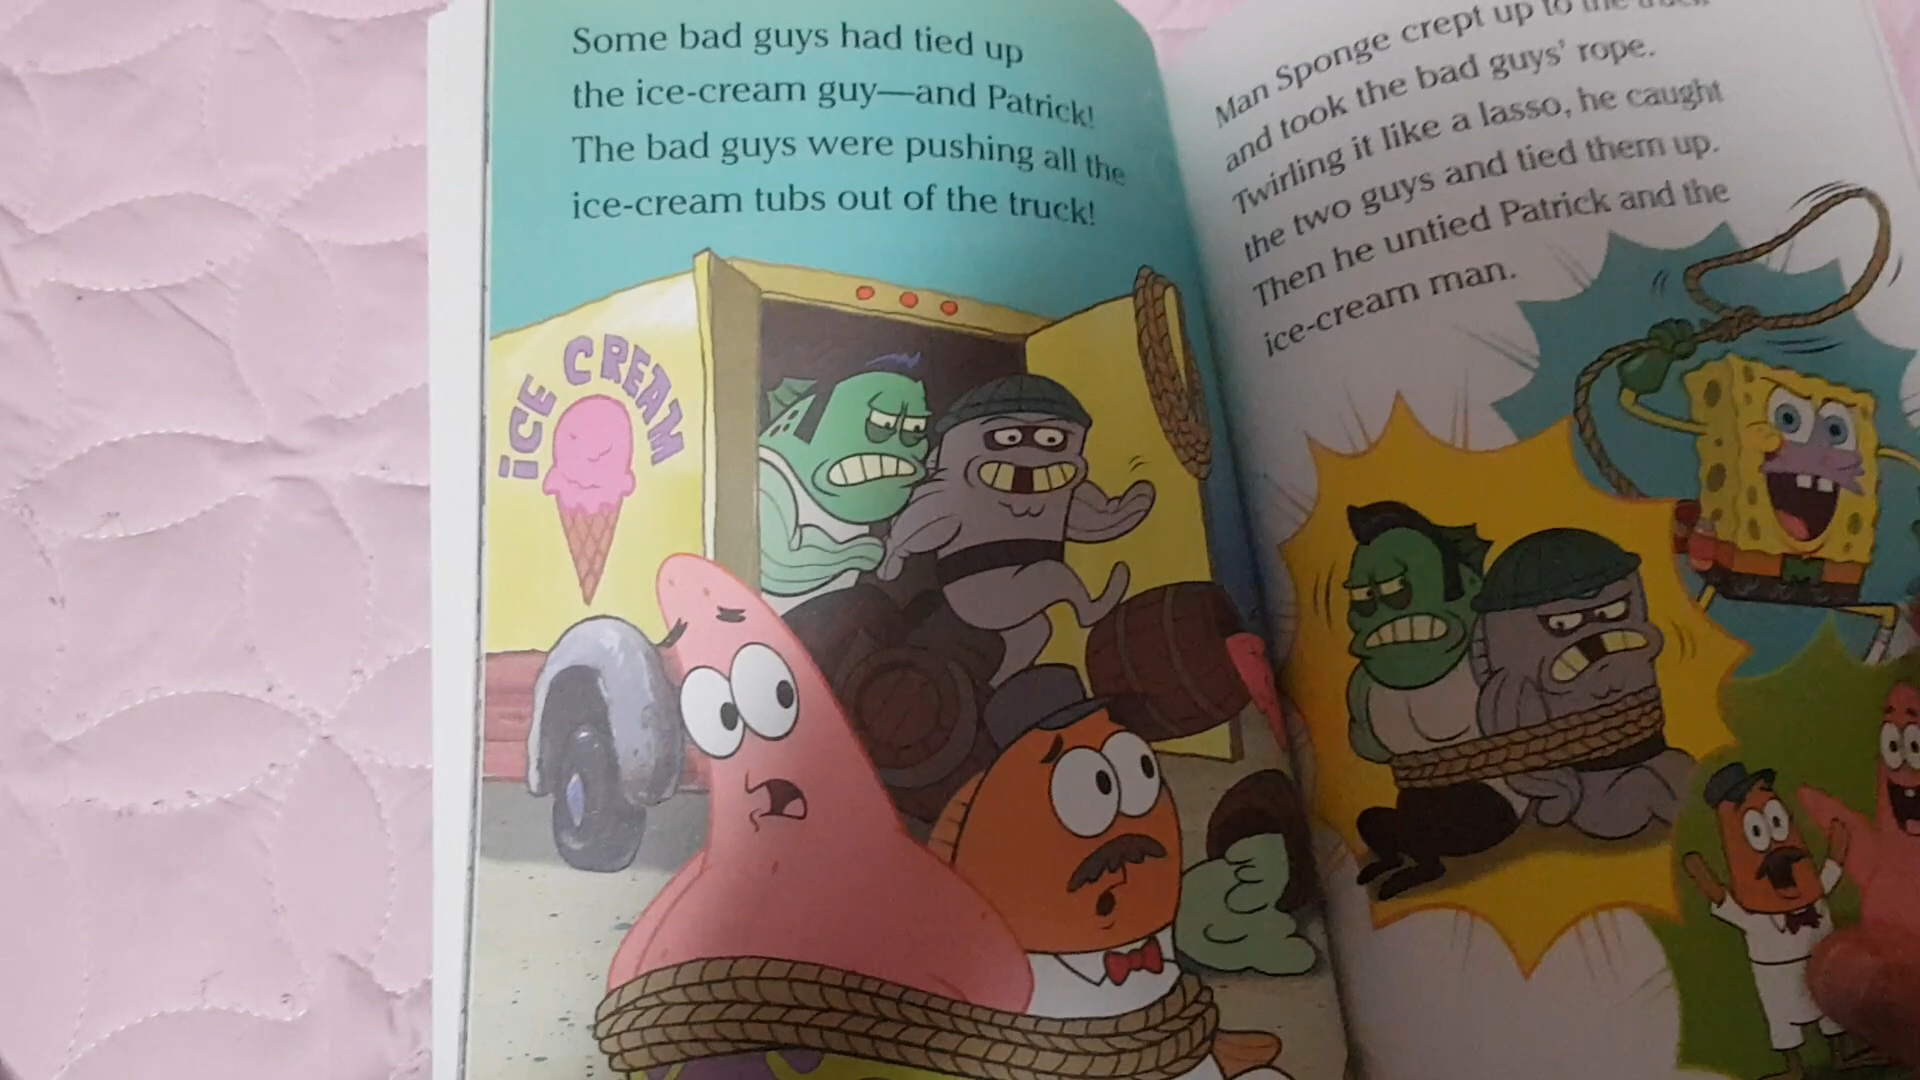 Some bad guys had tied up
the ice-cream guy—and Patrick!
The bad guys were pushing all the
ice-cream tubs out of the truck!
ICE CREAM
Man Sponge crept up to the truck
and took the bad guys' rope.
Twirling it like a lasso, he caught
the two guys and tied them up.
Then he untied Patrick and the
ice-cream man.